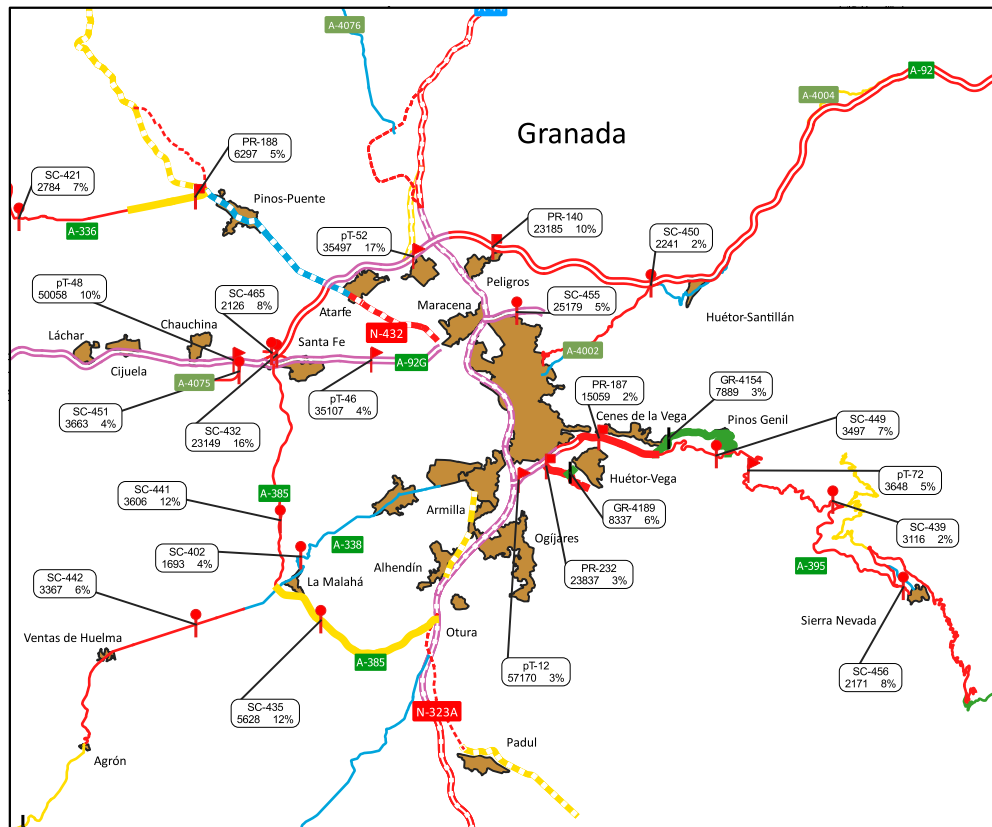 A-4076
A-92
A-4004
Granada
PR-188
6297 5%
SC-421
2784 7%
Pinos-Puente
A-336
pT-52
35497 17%
PR-140
23185 10%
SC-450
2241 2%
pT-48
50058 10%
SC-465
2126 8%
Peligros
SC-455
25179 5%
Maracena
Atarfe
Huétor-Santillán
Chauchina
Santa Fe
N-432
Láchar
A-4002
Cijuela
A-92G
PR-187
15059 2%
GR-4154
7889 3%
A-4075
SC-451
3663 4%
pT-46
35107 4%
Cenes de la Vega
Pinos Genil
SC-449
3497 7%
SC-432
23149 16%
Huétor-Vega
pT-72
3648 5%
SC-441
3606 12%
A-385
Armilla
GR-4189
8337 6%
SC-439
3116 2%
A-338
Ogíjares
SC-402
1693 4%
Alhendín
PR-232
23837 3%
A-395
SC-442
3367 6%
La Malahá
Sierra Nevada
Ventas de Huelma
Otura
A-385
pT-12
57170 3%
SC-456
2171 8%
SC-435
5628 12%
N-323A
Padul
Agrón